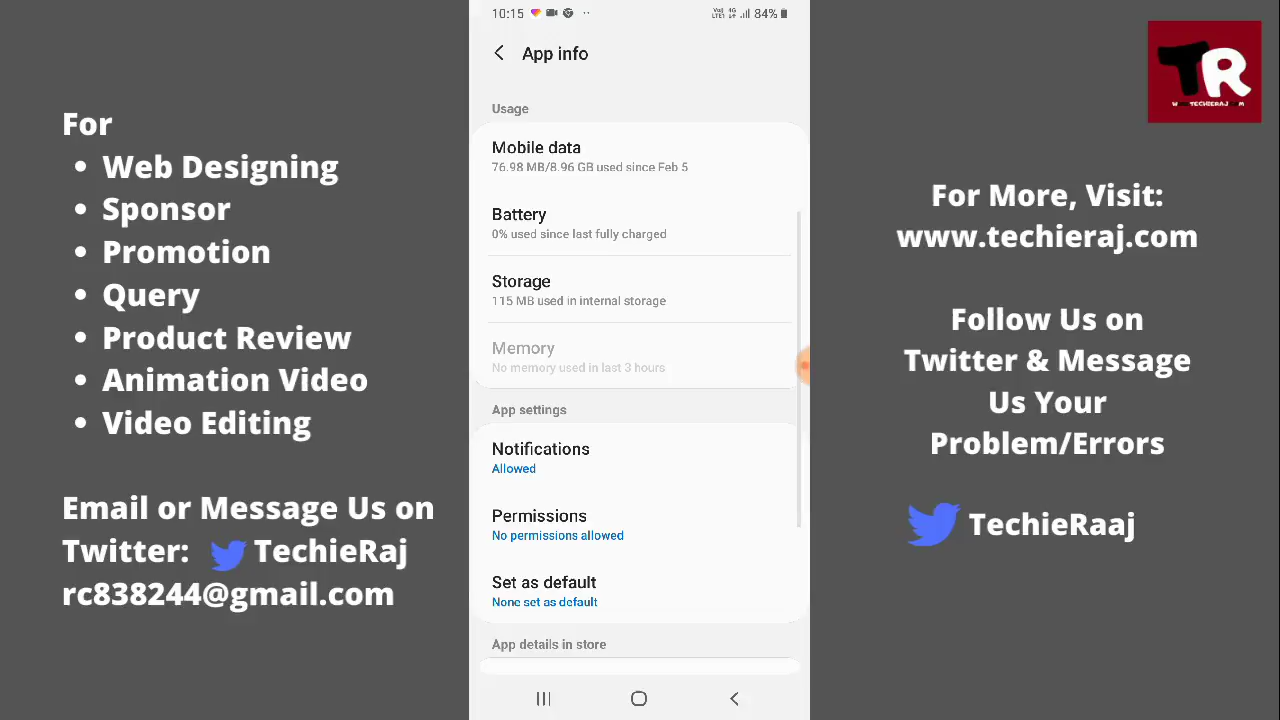 For
• Web Designing
• Sponsor
• Promotion
• Query
• Product Review
• Animation Video
• Video Editing
Email or Message Us on
Twitter: TechieRaj
rc838244@gmail.com
10:15
84%
App info
Usage
Mobile data
76.98 MB/8.96 GB used since Feb 5
Battery
0% used since last fully charged
Storage
115 MB used in internal storage
Memory
No memory used in last 3 hours
App settings
Notifications
Allowed
Permissions
No permissions allowed
Set as default
None set as default
App details in store
TR
For More, Visit:
www.techieraj.com
Follow Us on
Twitter & Message
Us Your
Problem/Errors
TechieRaaj